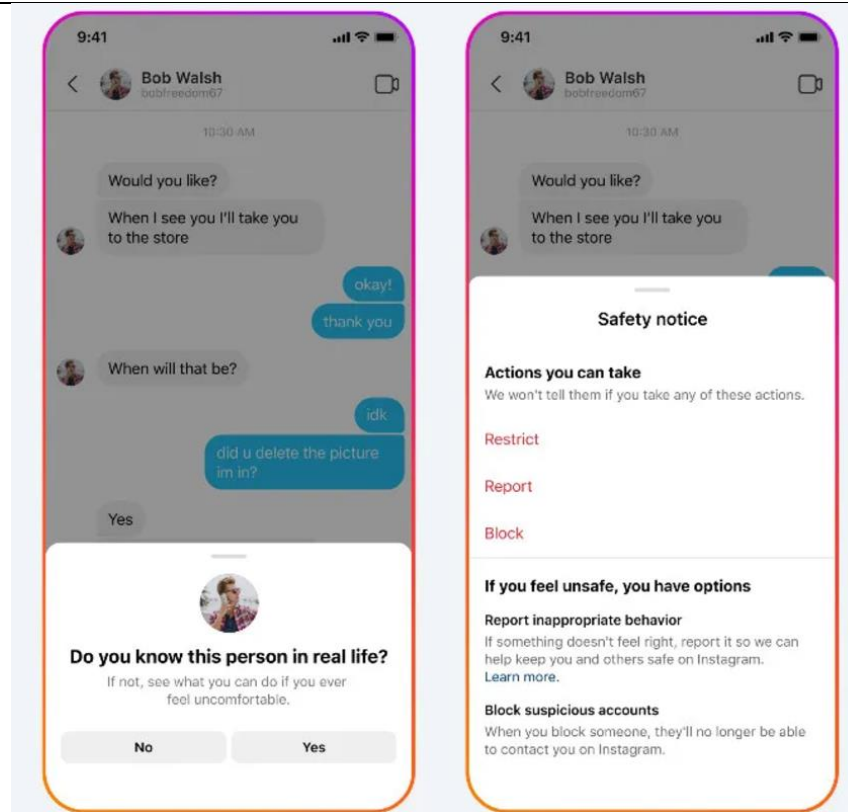 9:41
Bob Walsh
bobfreedom67
10:30 AM
Would you like?
When I see you I'll take you
to the store
okay!
thank you
When will that be?
idk
did u delete the picture
im in?
Yes
Do you know this person in real life?
If not, see what you can do if you ever
feel uncomfortable.
No
Yes
9:41
Bob Walsh
bobfreedom67
10:30 AM
Would you like?
When I see you I'll take you
to the store
Safety notice
Actions you can take
We won't tell them if you take any of these actions.
Restrict
Report
Block
If you feel unsafe, you have options
Report inappropriate behavior
If something doesn't feel right, report it so we can
help keep you and others safe on Instagram.
Learn more.
Block suspicious accounts
When you block someone, they'll no longer be able
to contact you on Instagram.